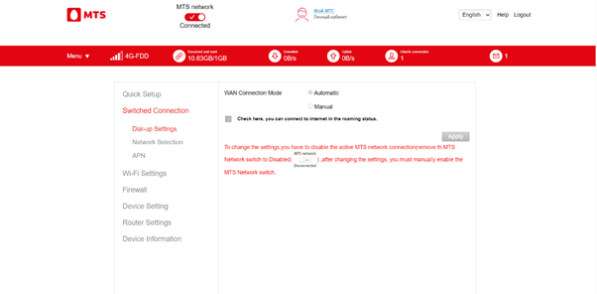 MTS
MTS network
Connected
Мой МТС
Личный кабинет
English
Help
Logout
Menu
4G-FDD
Received and sent
10.63GB/1GB
Download
0B/s
Uplink
0B/s
Clients connected
1
1
Quick Setup
Switched Connection
Dial-up Settings
Network Selection
APN
Wi-Fi Settings
Firewall
Device Setting
Router Settings
Device Information
WAN Connection Mode
Automatic
Manual
Check here, you can connect to internet in the roaming status.
Apply
To change the settings,you have to disable the active MTS network connection(remove th MTS
Network switch to Disabled( MTS network Disconnected ) ,after changing the settings, you must manually enable the
MTS Network switch.